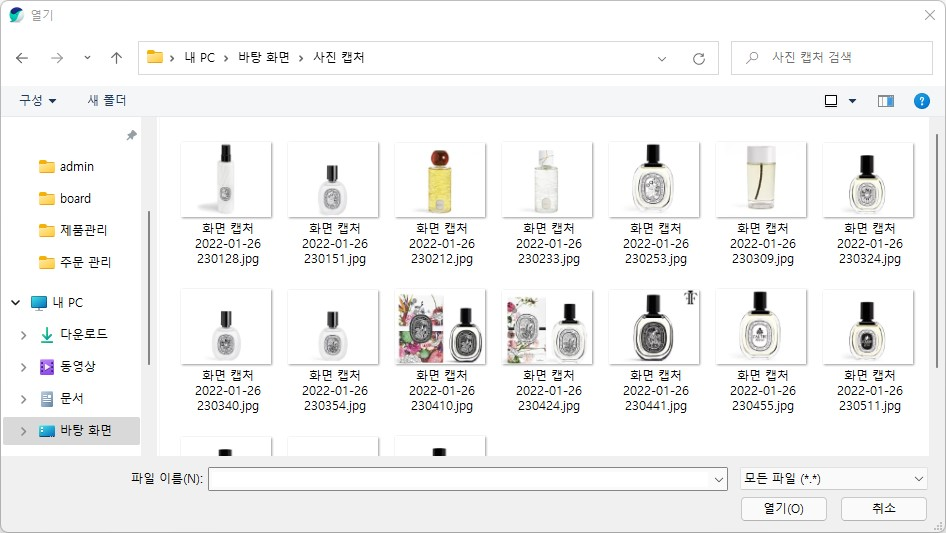 열기
내 PC
바탕 화면
사진 캡처
사진 캡처 검색
구성
새 폴더
?
admin
board
제품관리
주문 관리
내 PC
다운로드
동영상
문서
바탕 화면
화면 캡처
2022-01-26
230128.jpg
화면 캡처
2022-01-26
230151.jpg
화면 캡처
2022-01-26
230212.jpg
화면 캡처
2022-01-26
230233.jpg
화면 캡처
2022-01-26
230253.jpg
화면 캡처
2022-01-26
230309.jpg
화면 캡처
2022-01-26
230324.jpg
화면 캡처
2022-01-26
230340.jpg
화면 캡처
2022-01-26
230354.jpg
화면 캡처
2022-01-26
230410.jpg
화면 캡처
2022-01-26
230424.jpg
화면 캡처
2022-01-26
230441.jpg
화면 캡처
2022-01-26
230455.jpg
화면 캡처
2022-01-26
230511.jpg
파일 이름(N):
모든 파일 (*.*)
열기(O)
취소